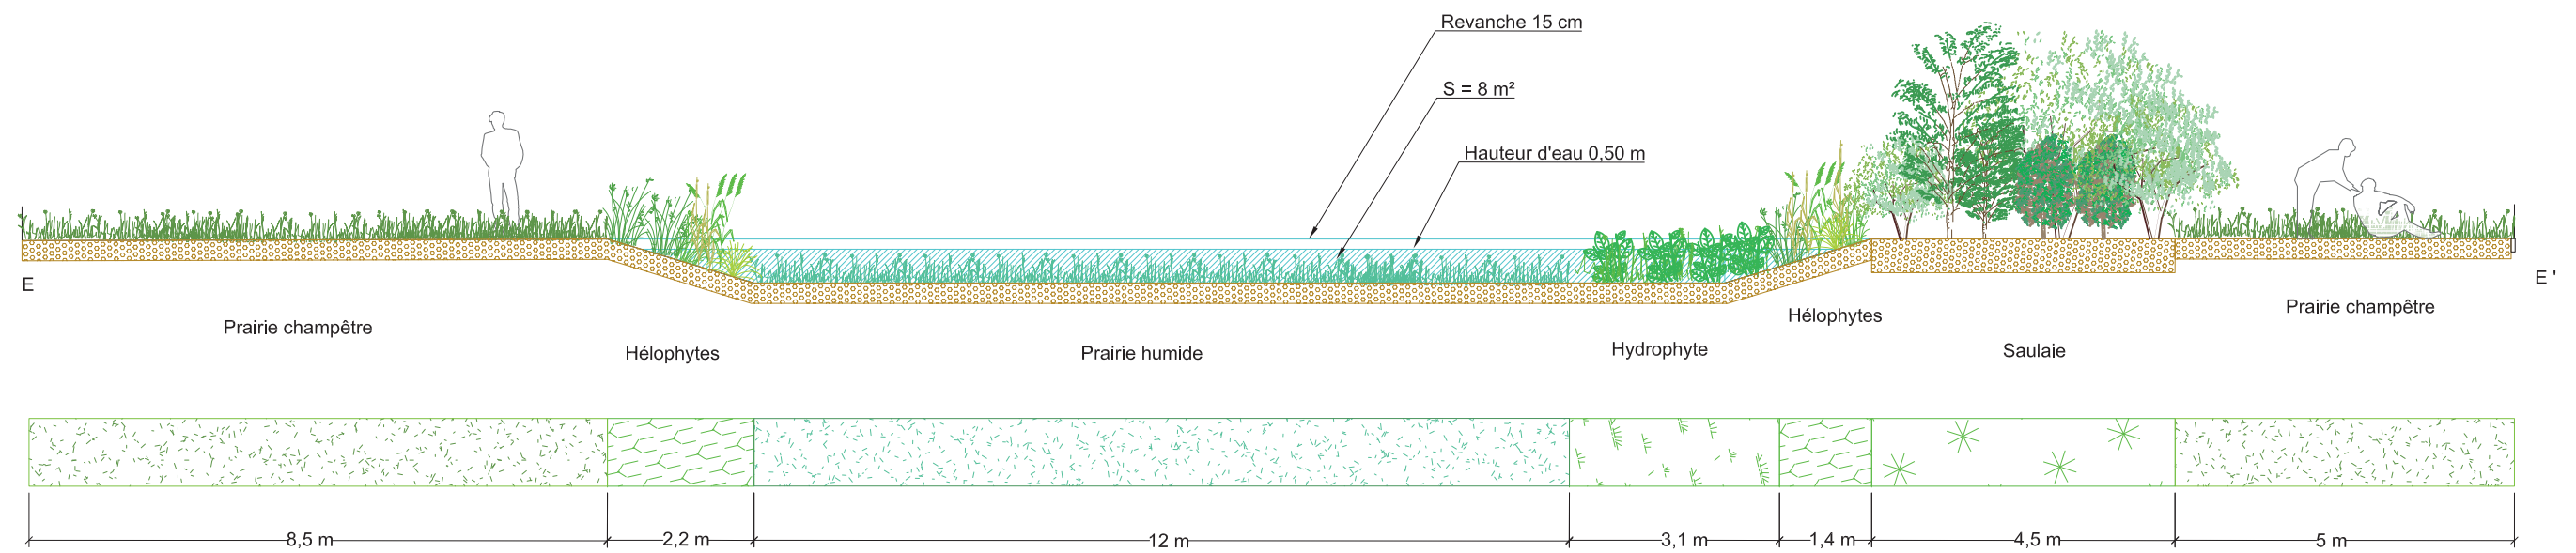 Revanche 15 cm
S = 8 m²
Hauteur d'eau 0,50 m
E
E '
Prairie champêtre
Hélophytes
Prairie humide
Hydrophyte
Hélophytes
Saulaie
Prairie champêtre
8,5 m
2,2 m
12 m
3,1 m
1,4 m
4,5 m
5 m